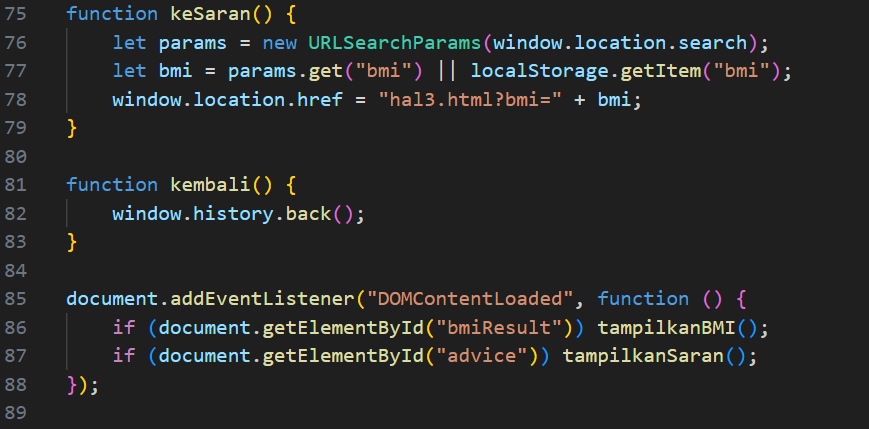 75 function keSaran() {
76     let params = new URLSearchParams(window.location.search);
77     let bmi = params.get("bmi") || localStorage.getItem("bmi");
78     window.location.href = "hal3.html?bmi=" + bmi;
79 }
80
81 function kembali() {
82     window.history.back();
83 }
84
85 document.addEventListener("DOMContentLoaded", function () {
86     if (document.getElementById("bmiResult")) tampilkanBMI();
87     if (document.getElementById("advice")) tampilkanSaran();
88 });
89